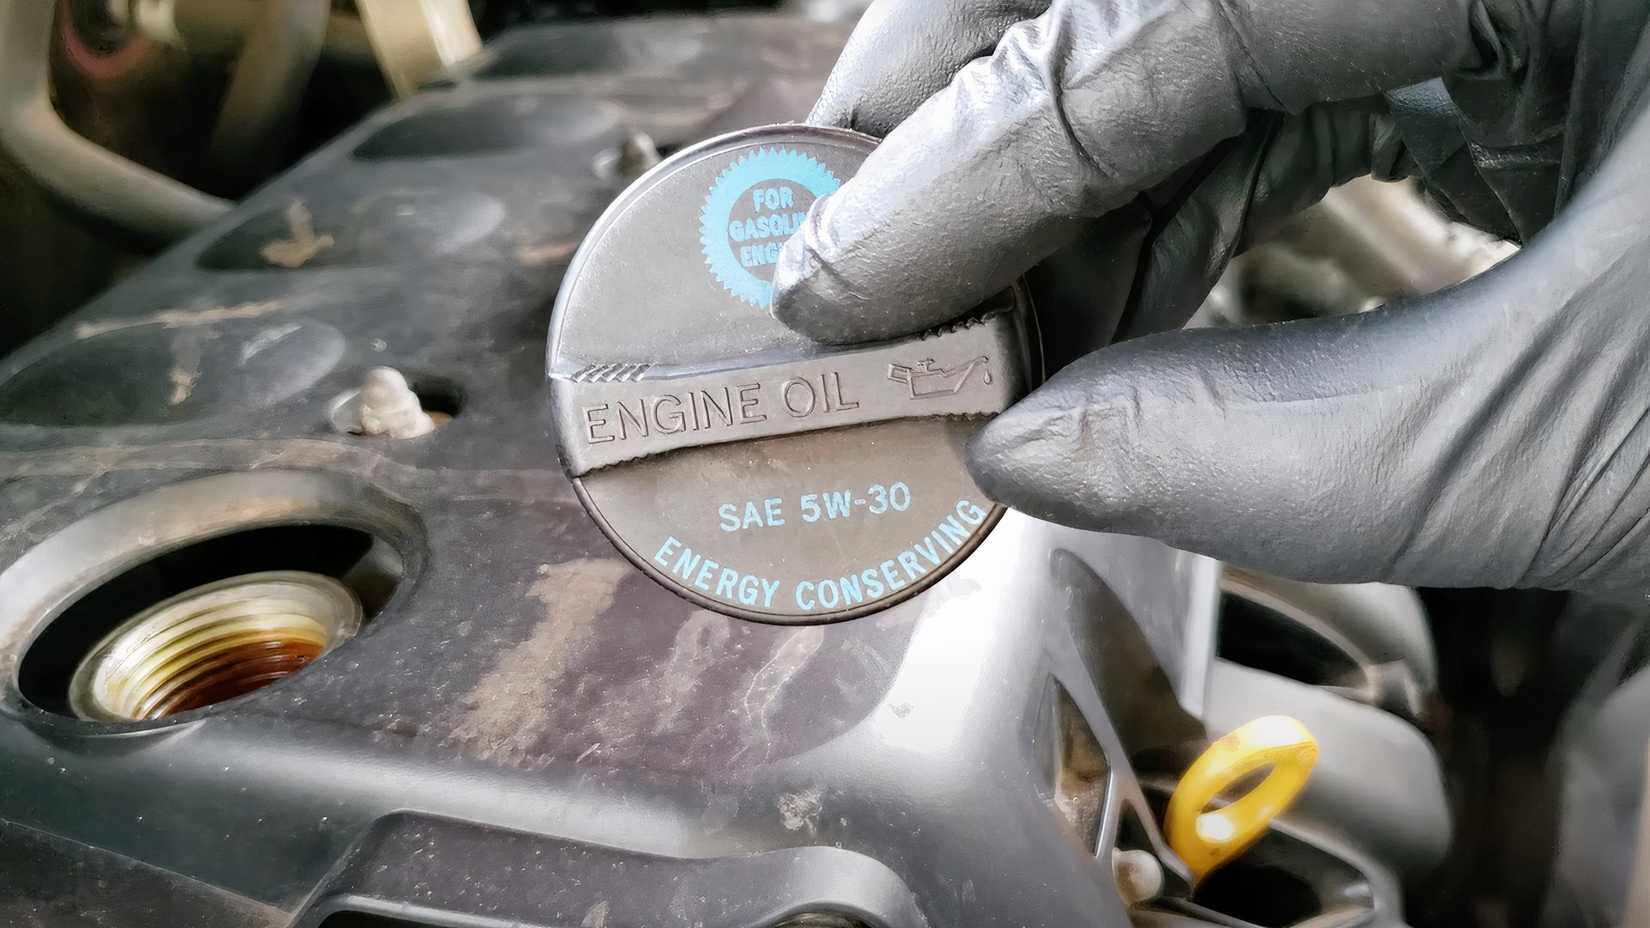 FOR
ENGINE OIL
SAE 5W-30
ENERGY CONSERVING